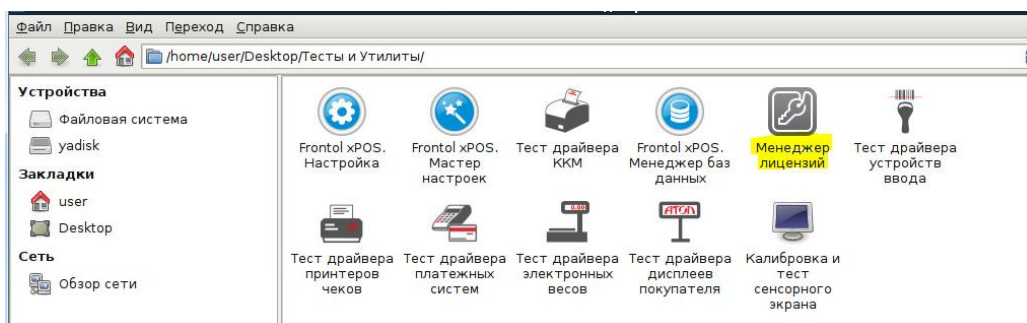 Файл Правка Вид Переход Справка
/home/user/Desktop/Тесты и Утилиты/
Устройства
Файловая система
yadisk
Закладки
user
Desktop
Сеть
Обзор сети
Frontol xPOS.
Настройка
Frontol xPOS.
Мастер
настроек
Тест драйвера
ККМ
Frontol xPOS.
Менеджер баз
данных
Менеджер
лицензий
Тест драйвера
устройств
ввода
Тест драйвера
принтеров
чеков
Тест драйвера
платежных
систем
0.00
Тест драйвера
электронных
весов
АТОЛ
Тест драйвера
дисплеев
покупателя
Калибровка и
тест
сенсорного
экрана